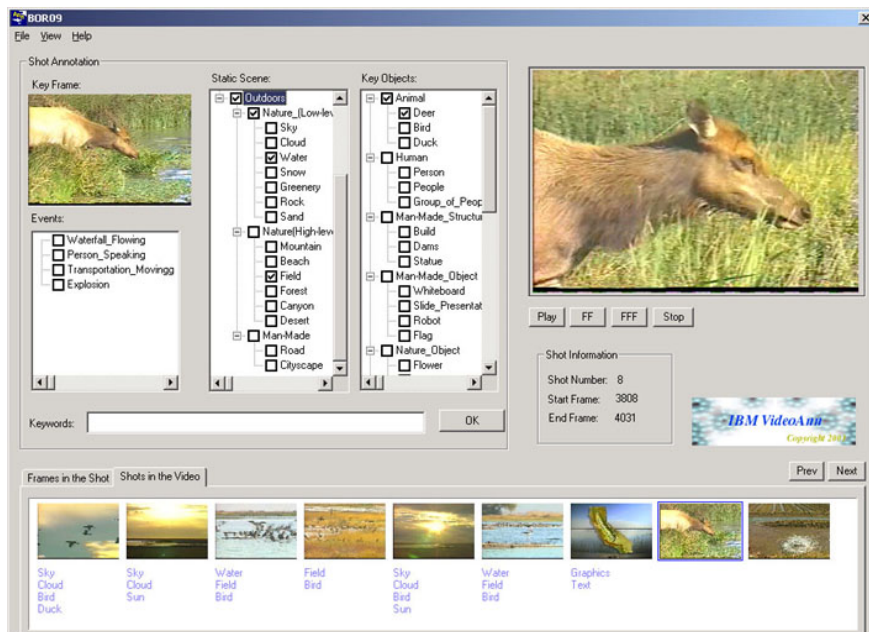 BOR09
File View Help
Shot Annotation
Key Frame:
Events:
Waterfall_Flowing
Person_Speaking
Transportation_Movingg
Explosion
Static Scene:
Outdoors
Nature_(Low-lev
Sky
Cloud
Water
Snow
Greenery
Rock
Sand
Nature(High-leve
Mountain
Beach
Field
Forest
Canyon
Desert
Man-Made
Road
Cityscape
Key Objects:
Animal
Deer
Bird
Duck
Human
Person
People
Group_of_Peop
Man-Made_Structu
Build
Dams
Statue
Man-Made_Object
Whiteboard
Slide_Presentat
Robot
Flag
Nature_Object
Flower
Keywords:
OK
Play FF FFF Stop
Shot Information
Shot Number: 8
Start Frame: 3808
End Frame: 4031
IBM VideoAnn
Copyright
Prev Next
Frames in the Shot Shots in the Video
Sky
Cloud
Bird
Duck
Sky
Cloud
Sun
Water
Field
Bird
Field
Bird
Sky
Cloud
Bird
Sun
Water
Field
Bird
Graphics
Text